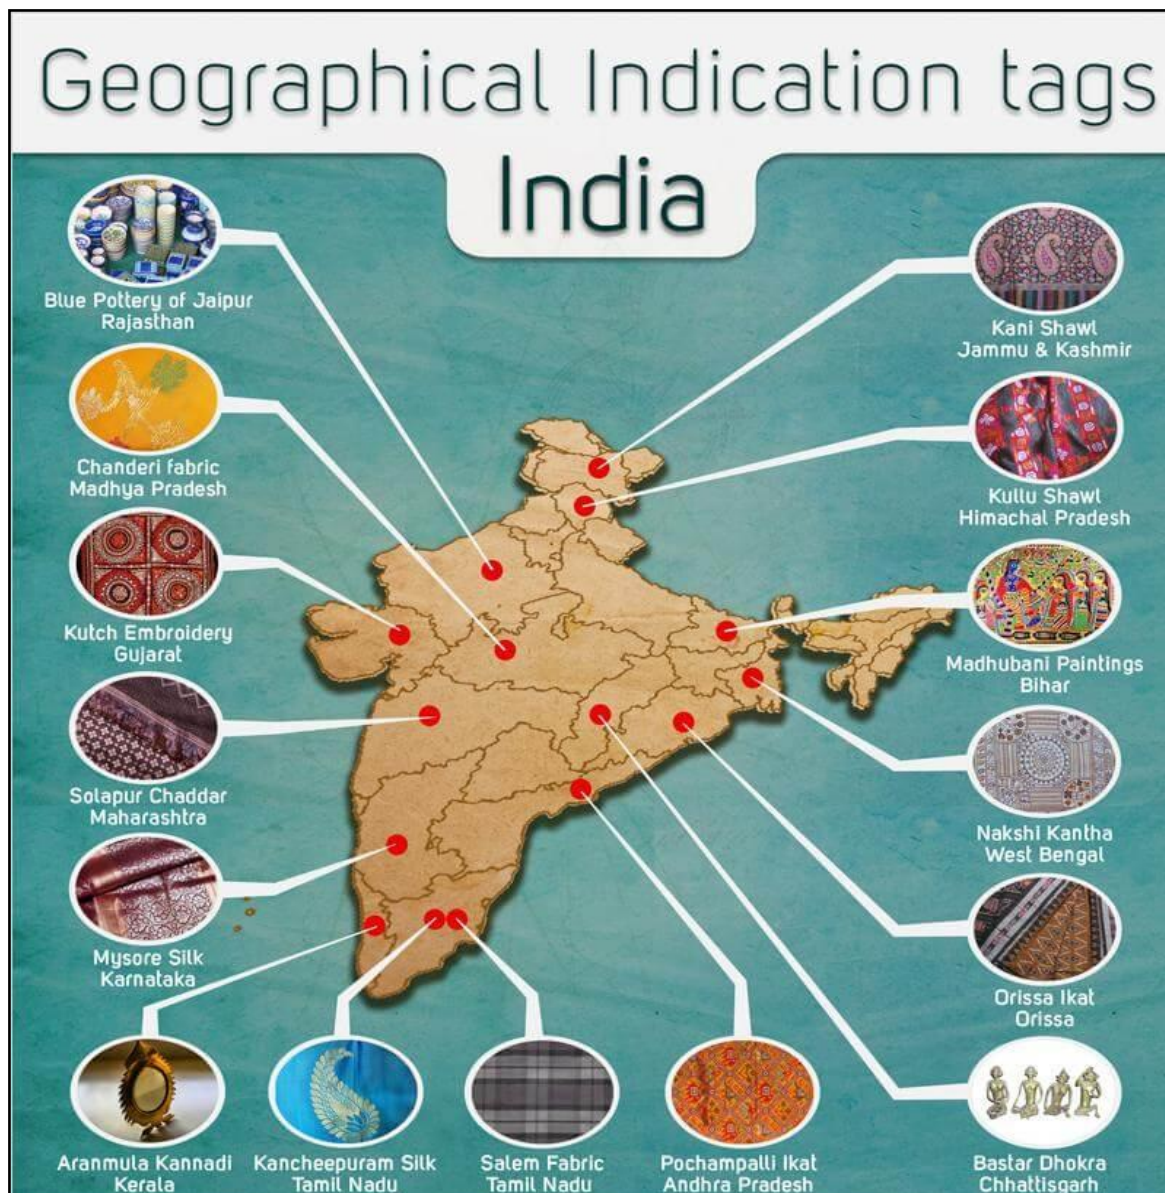 Geographical Indication tags
India
Blue Pottery of Jaipur
Rajasthan
Chanderi fabric
Madhya Pradesh
Kutch Embroidery
Gujarat
Solapur Chaddar
Maharashtra
Mysore Silk
Karnataka
Aranmula Kannadi
Kerala
Kancheepuram Silk
Tamil Nadu
Salem Fabric
Tamil Nadu
Pochampalli Ikat
Andhra Pradesh
Kani Shawl
Jammu & Kashmir
Kullu Shawl
Himachal Pradesh
Madhubani Paintings
Bihar
Nakshi Kantha
West Bengal
Orissa Ikat
Orissa
Bastar Dhokra
Chhattisgarh